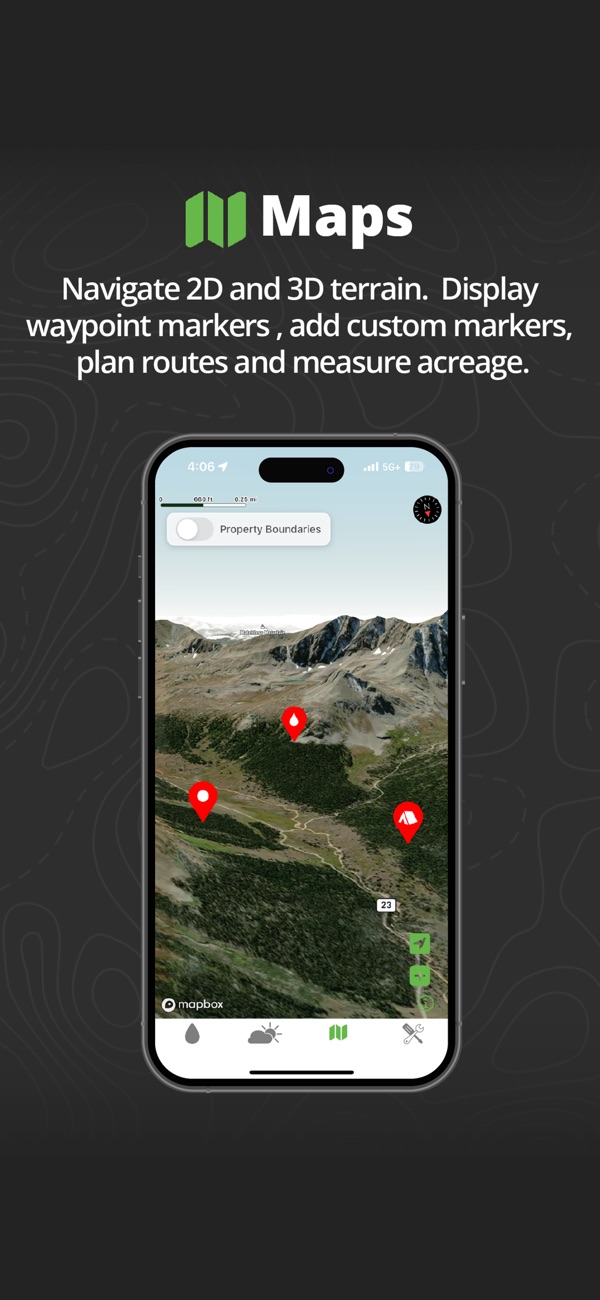 Maps
Navigate 2D and 3D terrain.  Display
waypoint markers , add custom markers,
plan routes and measure acreage.
4:06 5G+
0 660 ft 0.25 mi
N
Property Boundaries
23
mapbox